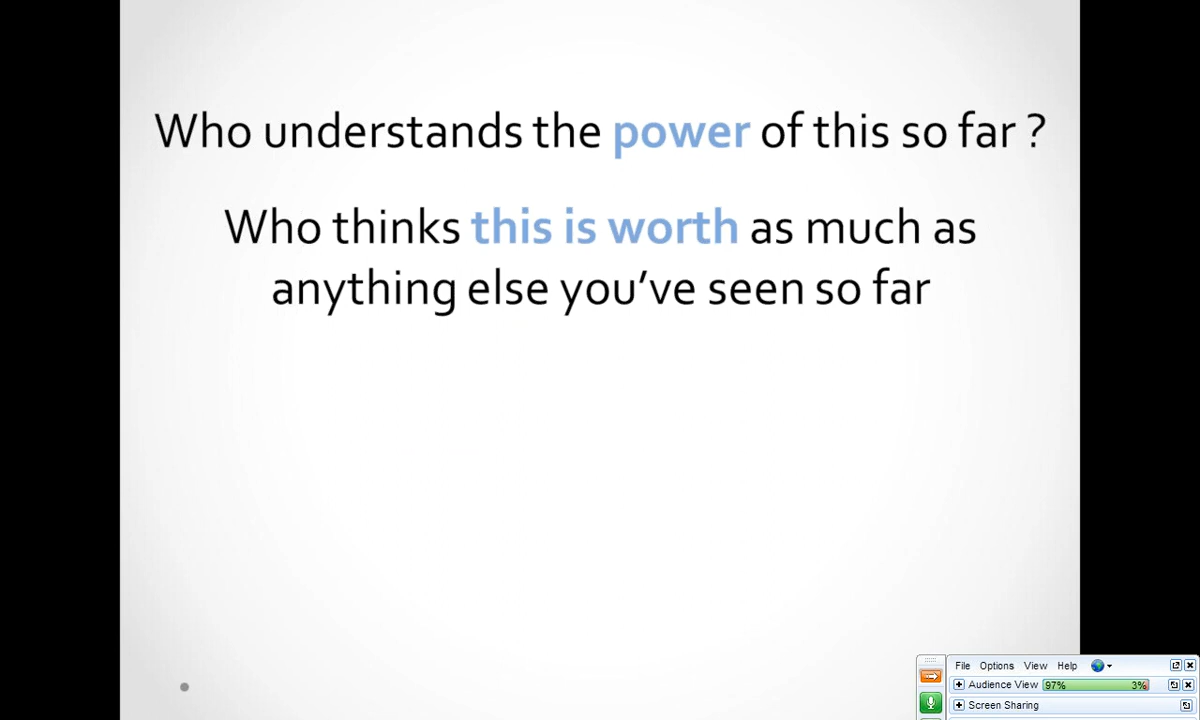 Who understands the power of this so far ?
Who thinks this is worth as much as
anything else you’ve seen so far
File Options View Help
Audience View 97% 3%
Screen Sharing